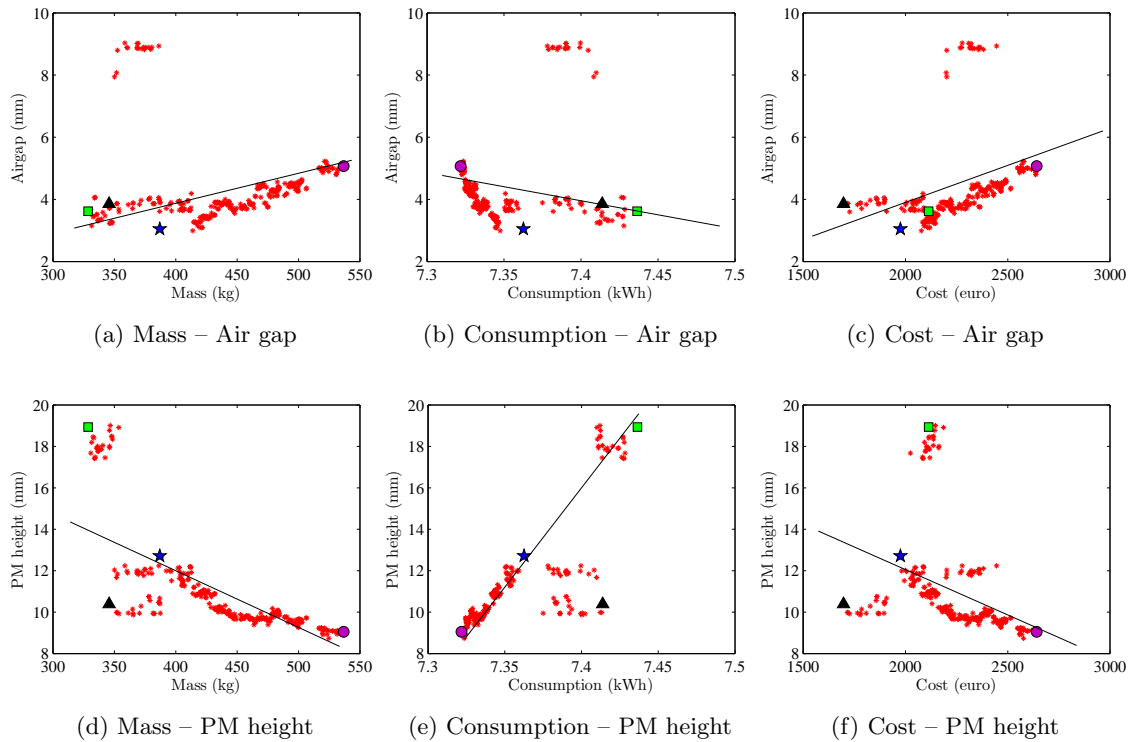 10
8
6
4
2
Airgap (mm)
300 350 400 450 500 550
Mass (kg)
(a) Mass – Air gap
10
8
6
4
2
Airgap (mm)
7.3 7.35 7.4 7.45 7.5
Consumption (kWh)
(b) Consumption – Air gap
10
8
6
4
2
Airgap (mm)
1500 2000 2500 3000
Cost (euro)
(c) Cost – Air gap
20
18
16
14
12
10
8
PM height (mm)
300 350 400 450 500 550
Mass (kg)
(d) Mass – PM height
20
18
16
14
12
10
8
PM height (mm)
7.3 7.35 7.4 7.45 7.5
Consumption (kWh)
(e) Consumption – PM height
20
18
16
14
12
10
8
PM height (mm)
1500 2000 2500 3000
Cost (euro)
(f) Cost – PM height